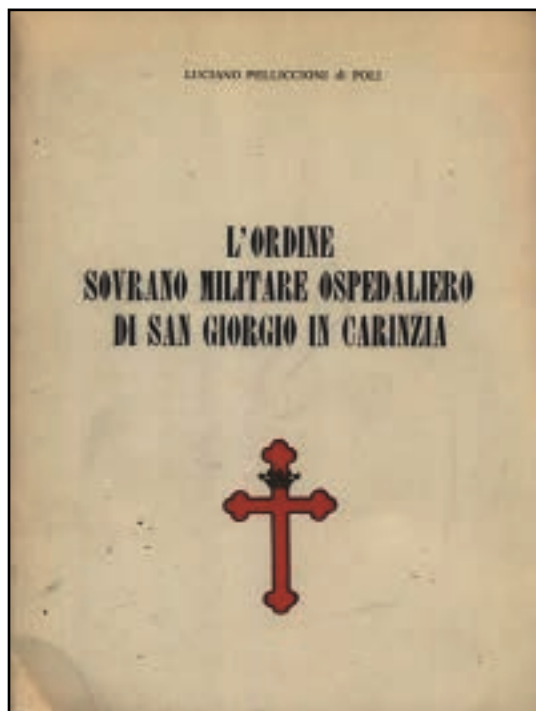 LUCIANO PELLICCIONI di POLI
L'ORDINE
SOVRANO MILITARE OSPEDALIERO
DI SAN GIORGIO IN CARINZIA